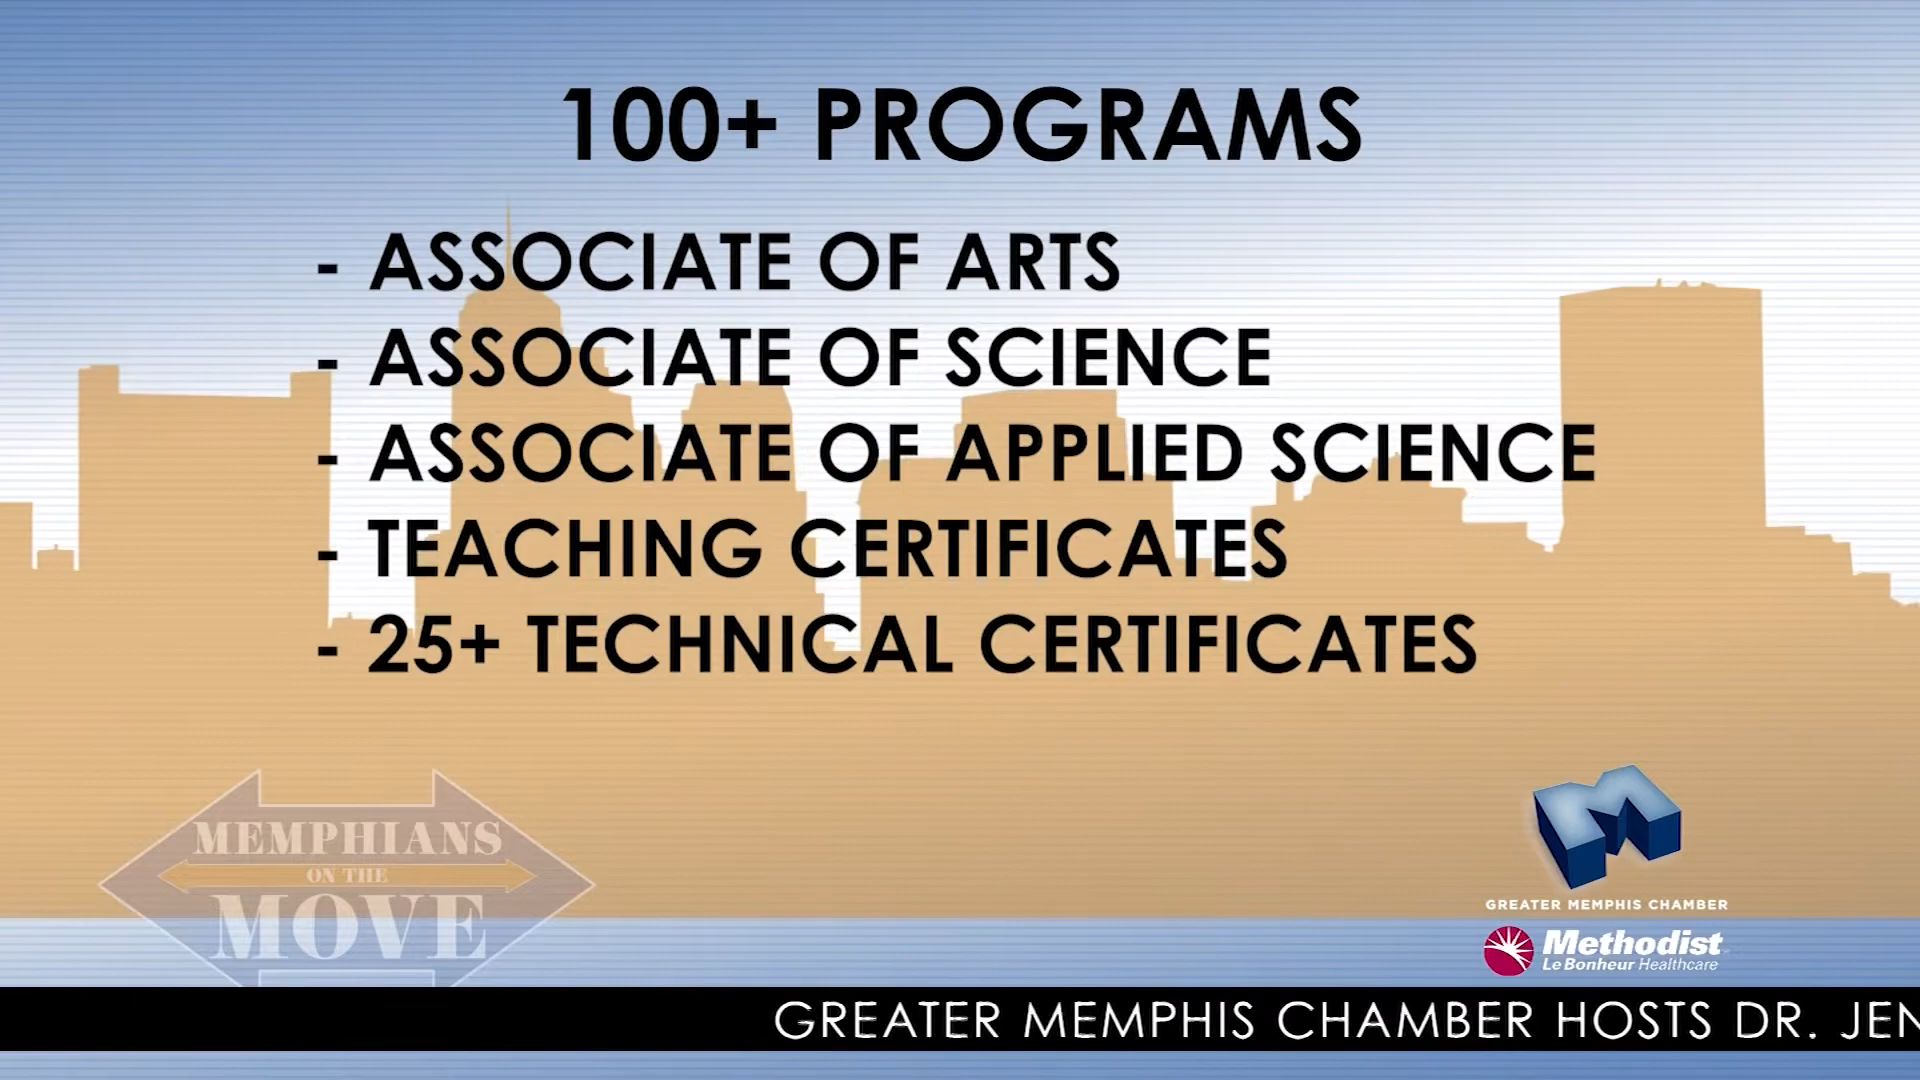 100+ PROGRAMS
- ASSOCIATE OF ARTS
- ASSOCIATE OF SCIENCE
- ASSOCIATE OF APPLIED SCIENCE
- TEACHING CERTIFICATES
- 25+ TECHNICAL CERTIFICATES
MEMPHIANS
ON THE
MOVE
GREATER MEMPHIS CHAMBER
Methodist
Le Bonheur Healthcare
GREATER MEMPHIS CHAMBER HOSTS DR. JEN